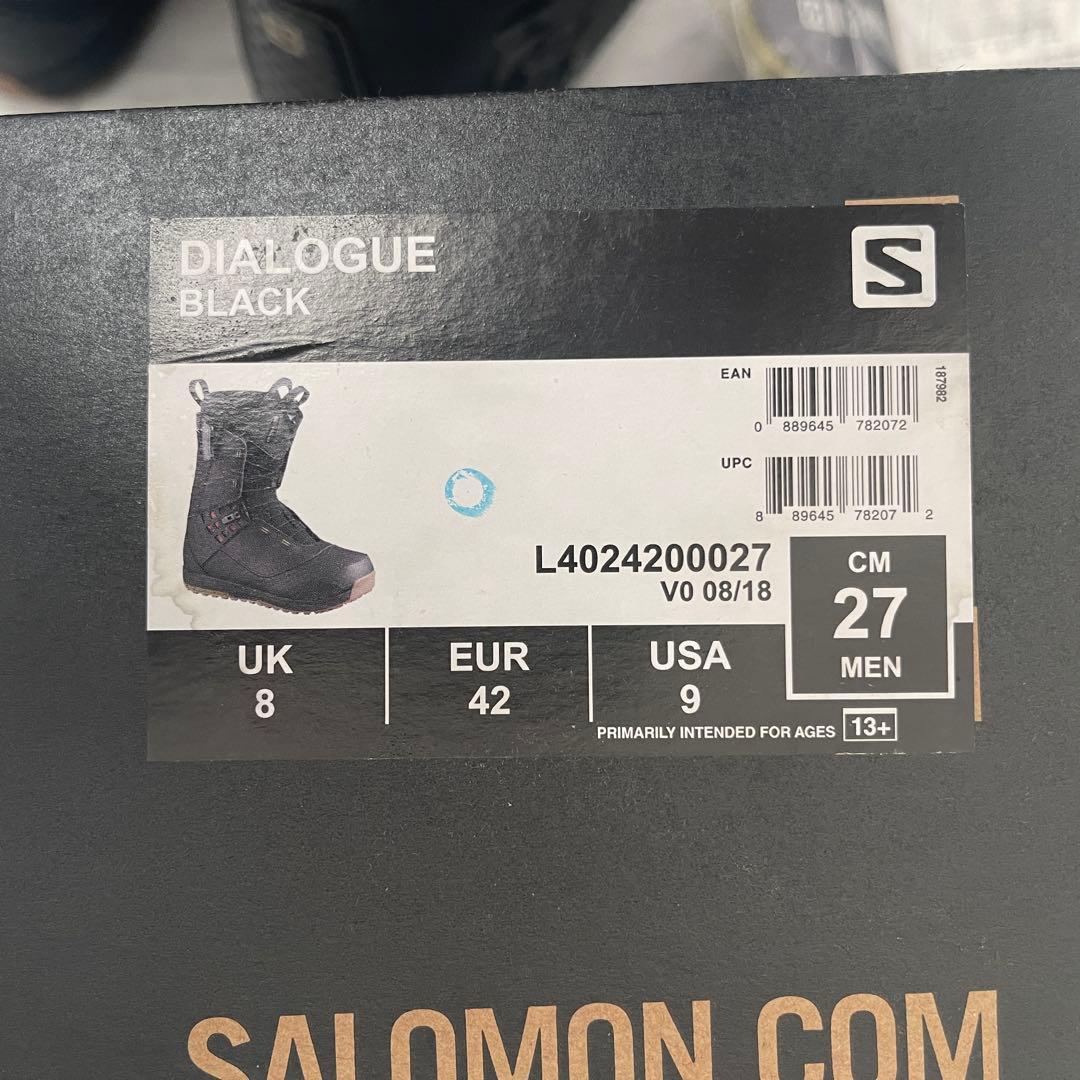 DIALOGUE
BLACK
S
EAN
0 889645 782072
187982
UPC
8 89645 78207 2
L4024200027
V0 08/18
CM
27
MEN
UK
8
EUR
42
USA
9
PRIMARILY INTENDED FOR AGES 13+
SALOMON.COM